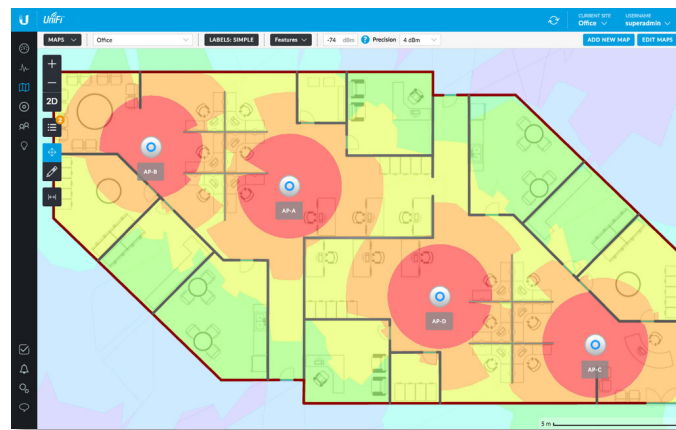 U UniFi
CURRENT SITE
Office
USERNAME
superadmin
MAPS
Office
LABELS: SIMPLE
Features
-74 dBm
? Precision
4 dBm
ADD NEW MAP
EDIT MAPS
+
−
2D
2
AP-B
AP-A
AP-D
AP-C
5 m